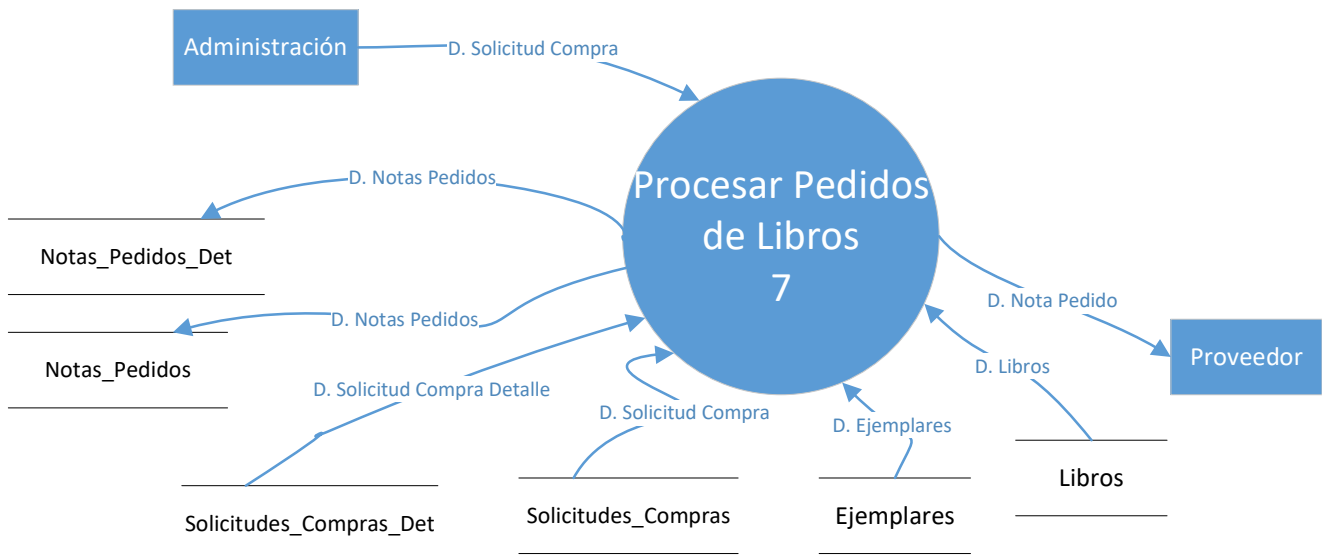 Administración
D. Solicitud Compra
D. Notas Pedidos
Procesar Pedidos
de Libros
7
Notas_Pedidos_Det
D. Nota Pedido
D. Notas Pedidos
Notas_Pedidos
Proveedor
D. Libros
D. Solicitud Compra Detalle
D. Solicitud Compra
D. Ejemplares
Libros
Solicitudes_Compras_Det
Solicitudes_Compras
Ejemplares